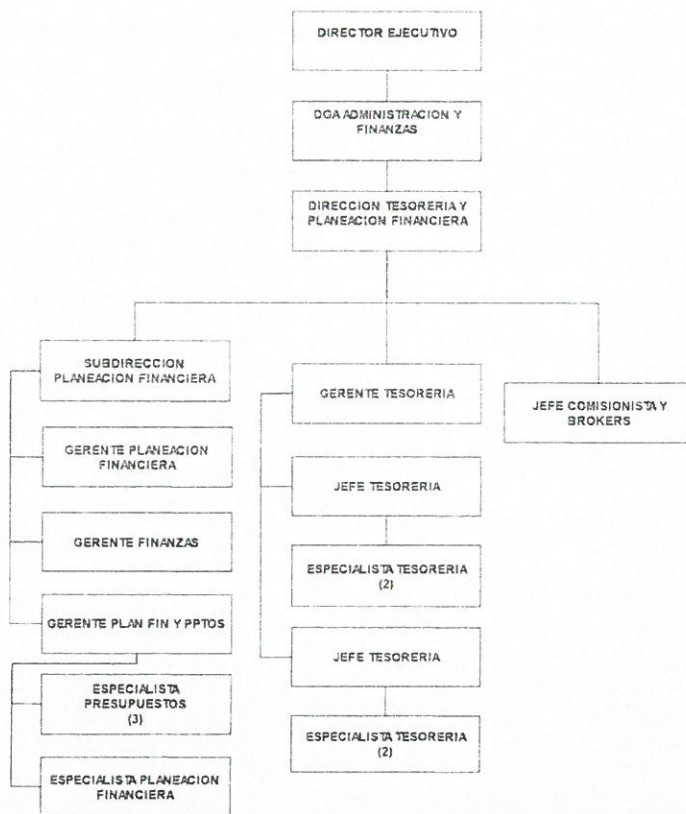 DIRECTOR EJECUTIVO
DGA ADMINISTRACION Y
FINANZAS
DIRECCION TESORERIA Y
PLANEACION FINANCIERA
SUBDIRECCION
PLANEACION FINANCIERA
GERENTE PLANEACION
FINANCIERA
GERENTE FINANZAS
GERENTE PLAN FIN Y PPTOS
ESPECIALISTA
PRESUPUESTOS
(3)
ESPECIALISTA PLANEACION
FINANCIERA
GERENTE TESORERIA
JEFE TESORERIA
ESPECIALISTA TESORERIA
(2)
JEFE TESORERIA
ESPECIALISTA TESORERIA
(2)
JEFE COMISIONISTA Y
BROKERS